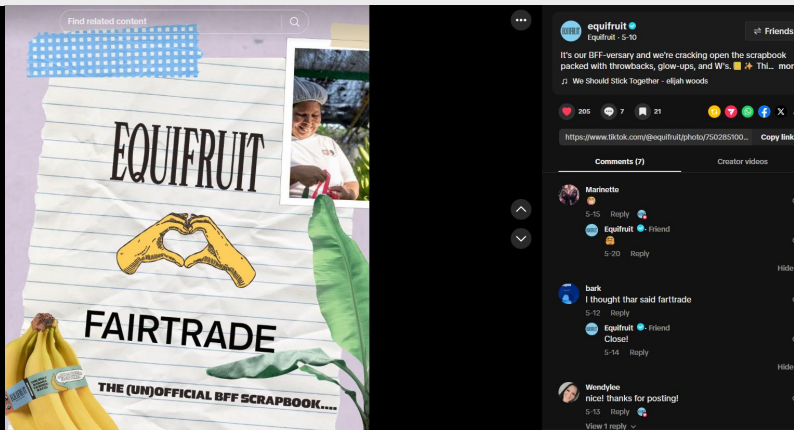 Find related content
EQUIFRUIT
FAIRTRADE
THE (UN)OFFICIAL BFF SCRAPBOOK....
EQUIFRUIT
equifruit
Equifruit · 5-10
Friends
It's our BFF-versary and we're cracking open the scrapbook
packed with throwbacks, glow-ups, and W's. 📒 ✨ Thi... mor
♫ We Should Stick Together - elijah woods
205 7 21
https://www.tiktok.com/@equifruit/photo/750285100... Copy link
Comments (7) Creator videos
Marinette
😁
5-15 Reply
Equifruit · Friend
🤗
5-20 Reply
Hide
bark
I thought thar said farttrade
5-12 Reply
Equifruit · Friend
Close!
5-14 Reply
Hide
Wendylee
nice! thanks for posting!
5-13 Reply
View 1 reply